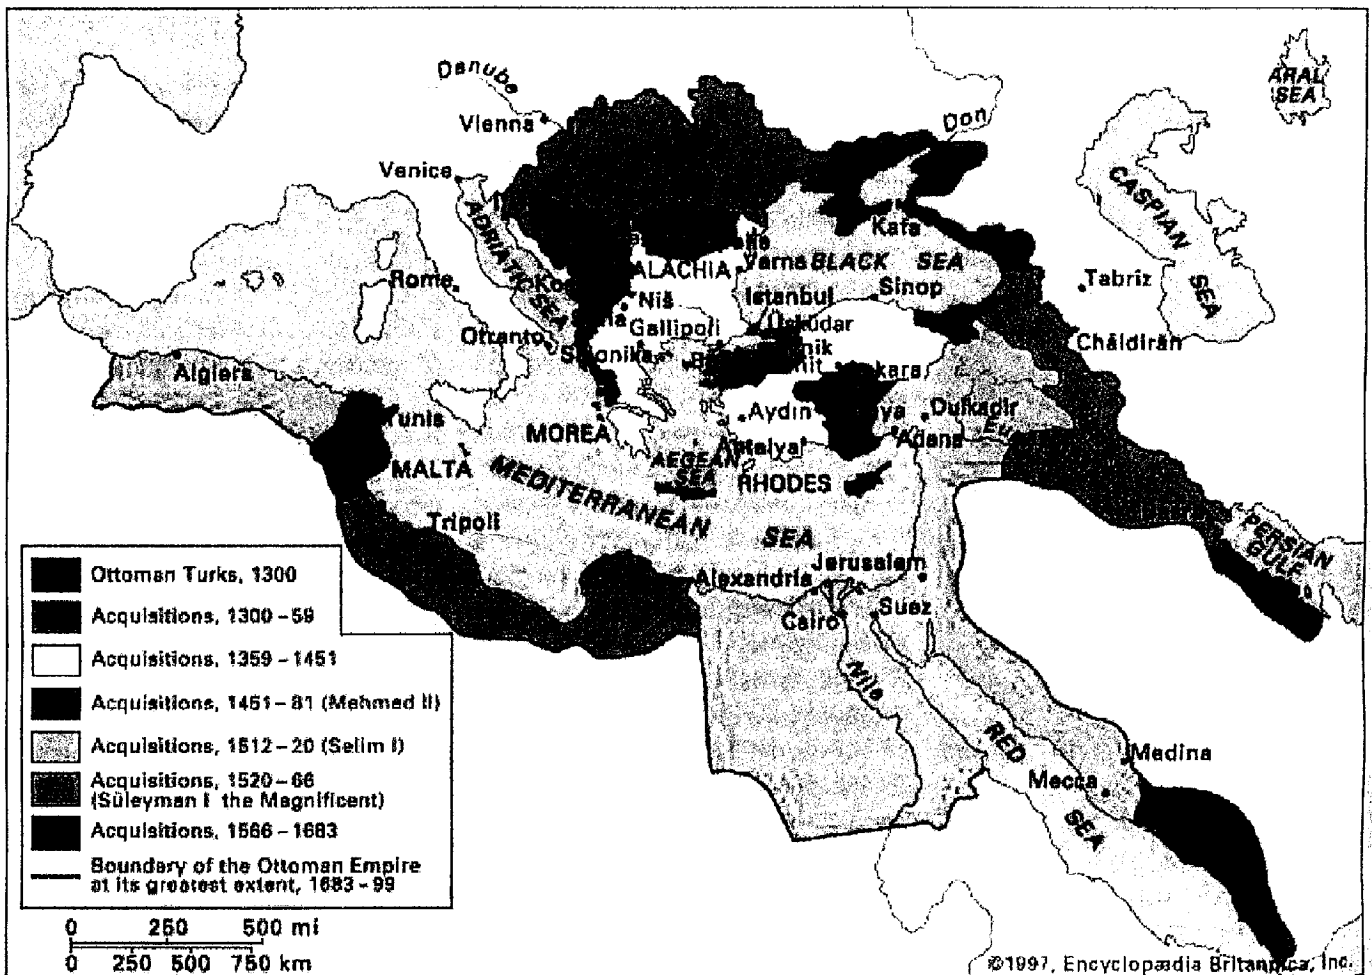 ARAL
SEA
Danube
Vienna
Don
Venice
CASPIAN
SEA
ADRIATIC
SEA
Kafa
ALACHIA
Varna
BLACK SEA
Rome
Niš
Istanbul
Sinop
Tabriz
Gallipoli
Üsküdar
Otranto
Chāldirān
Algiers
Tunis
Aydin
Dulkadir
MOREA
Antalya
Adana
AEGEAN
SEA
MALTA
RHODES
MEDITERRANEAN
SEA
Tripoli
PERSIAN
GULF
Jerusalem
Alexandria
Cairo
Suez
Nile
RED
SEA
Medina
Mecca
Ottoman Turks, 1300
Acquisitions, 1300–59
Acquisitions, 1359–1451
Acquisitions, 1451–81 (Mehmed II)
Acquisitions, 1512–20 (Selim I)
Acquisitions, 1520–66
(Süleyman I the Magnificent)
Acquisitions, 1566–1683
Boundary of the Ottoman Empire
at its greatest extent, 1683–99
0 250 500 mi
0 250 500 750 km
©1997, Encyclopædia Britannica, Inc.